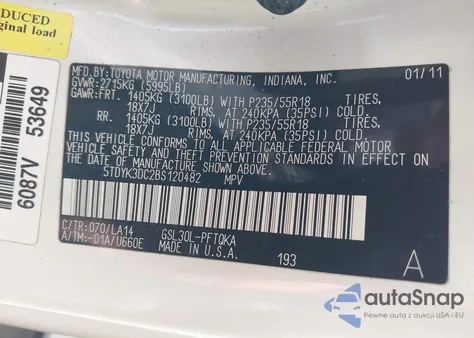 DUCED
original load
6087V 53649
MFD.BY:TOYOTA MOTOR MANUFACTURING, INDIANA, INC. 01/11
GVWR:2715KG (5995LB)
GAWR:FRT. 1405KG (3100LB) WITH P235/55R18 TIRES,
18X7J RIMS, AT 240KPA (35PSI) COLD.
RR. 1405KG (3100LB) WITH P235/55R18 TIRES,
18X7J RIMS, AT 240KPA (35PSI) COLD.
THIS VEHICLE CONFORMS TO ALL APPLICABLE FEDERAL MOTOR
VEHICLE SAFETY, BUMPER, AND THEFT PREVENTION STANDARDS IN
EFFECT ON THE DATE OF MANUFACTURE SHOWN ABOVE.
5TDYK3DC2BS120482 MPV
C/TR:070/LA14
A/TM:-01A/U660E GSL30L-PFTQKA
MADE IN U.S.A. 193 A
autoSnap
Pewne auta z USA i EU